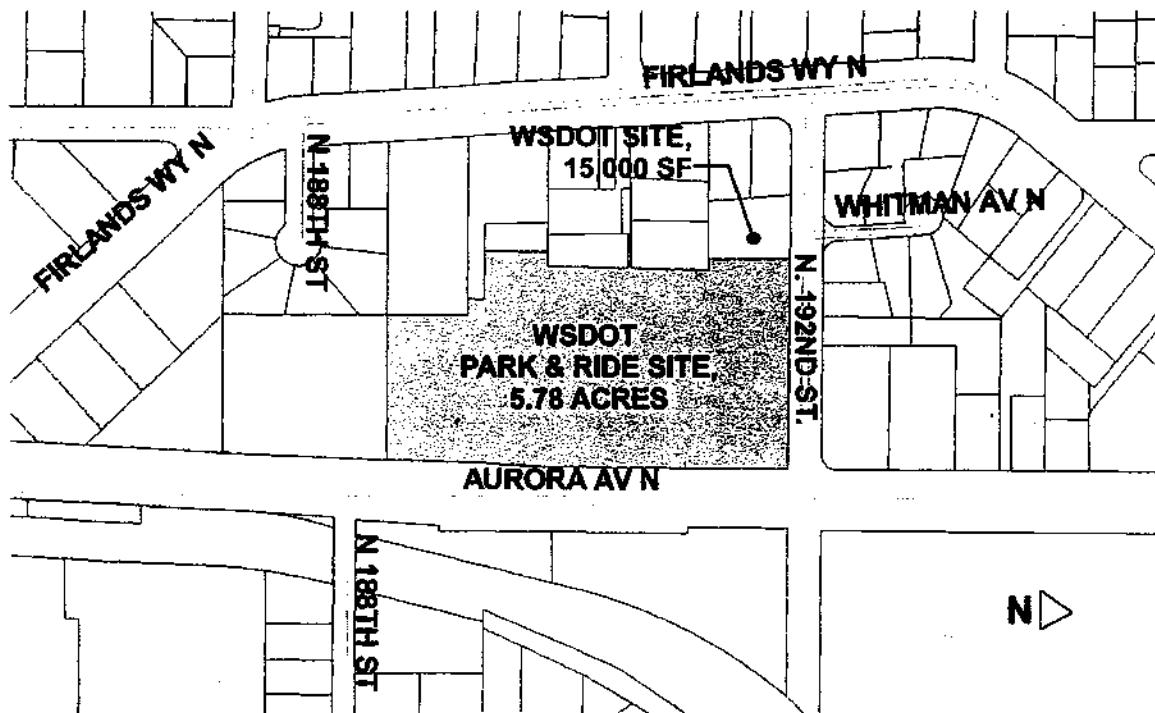 FIRLANDS WY N
WSDOT SITE,
15,000 SF
N 188TH ST
FIRLANDS WY N
WHITMAN AV N
N. 192ND ST.
WSDOT
PARK & RIDE SITE,
5.78 ACRES
AURORA AV N
N 188TH ST
N